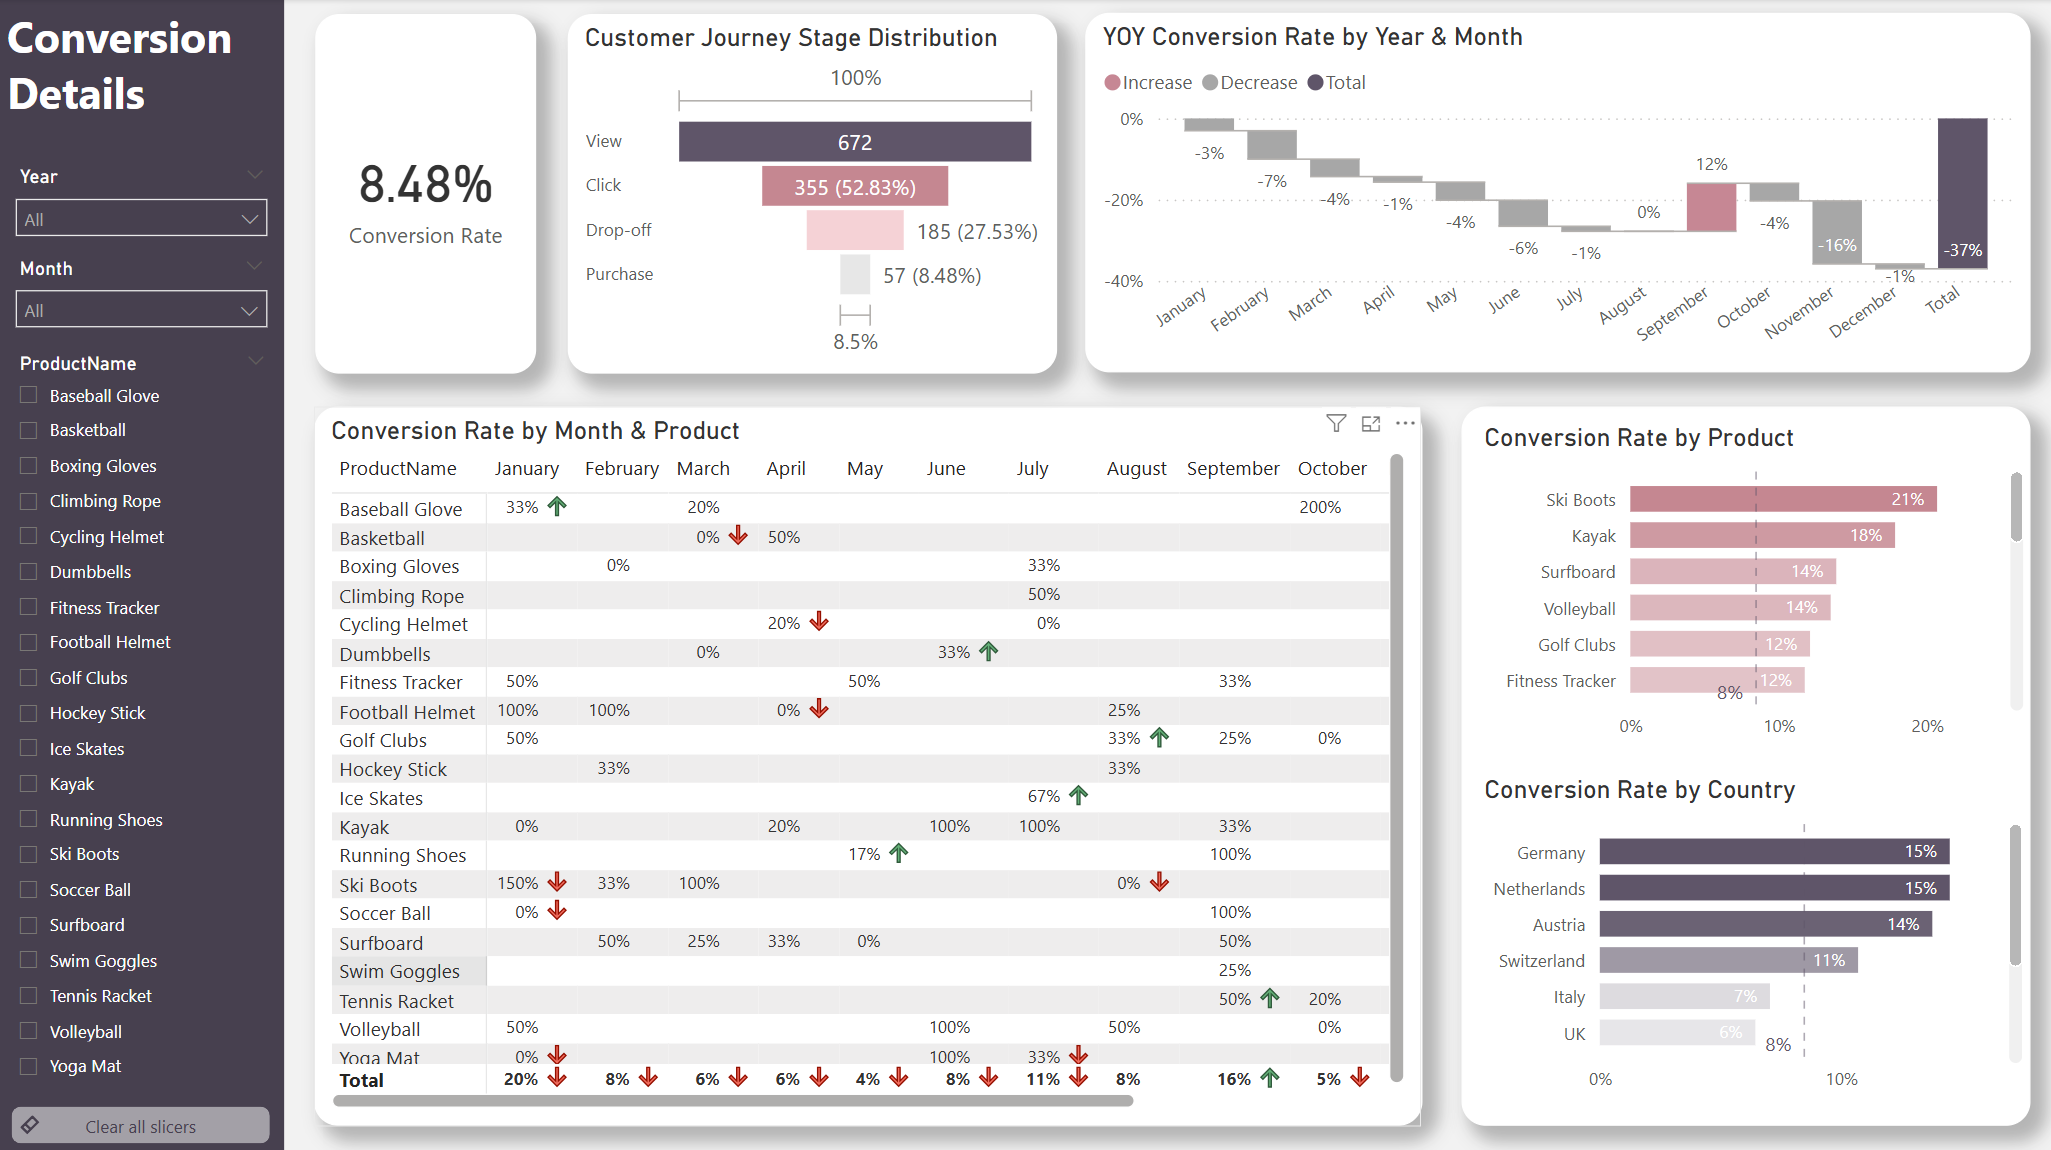 Conversion
Details
Year
All
Month
All
ProductName
Baseball Glove
Basketball
Boxing Gloves
Climbing Rope
Cycling Helmet
Dumbbells
Fitness Tracker
Football Helmet
Golf Clubs
Hockey Stick
Ice Skates
Kayak
Running Shoes
Ski Boots
Soccer Ball
Surfboard
Swim Goggles
Tennis Racket
Volleyball
Yoga Mat
Clear all slicers
8.48%
Conversion Rate
Customer Journey Stage Distribution
100%
View 672
Click 355 (52.83%)
Drop-off 185 (27.53%)
Purchase 57 (8.48%)
8.5%
YOY Conversion Rate by Year & Month
Increase Decrease Total
0%
-20%
-40%
-3% -7% -4% -1% -4% -6% -1% 0% 12% -4% -16% -1% -37%
January February March April May June July August September October November December Total
Conversion Rate by Month & Product
ProductName January February March April May June July August September October
Baseball Glove 33% 20% 200%
Basketball 0% 50%
Boxing Gloves 0% 33%
Climbing Rope 50%
Cycling Helmet 20% 0%
Dumbbells 0% 33%
Fitness Tracker 50% 50% 33%
Football Helmet 100% 100% 0% 25%
Golf Clubs 50% 33% 25% 0%
Hockey Stick 33% 33%
Ice Skates 67%
Kayak 0% 20% 100% 100% 33%
Running Shoes 17% 100%
Ski Boots 150% 33% 100% 0%
Soccer Ball 0% 100%
Surfboard 50% 25% 33% 0% 50%
Swim Goggles 25%
Tennis Racket 50% 20%
Volleyball 50% 100% 50% 0%
Yoga Mat 0% 100% 33%
Total 20% 8% 6% 6% 4% 8% 11% 8% 16% 5%
Conversion Rate by Product
Ski Boots 21%
Kayak 18%
Surfboard 14%
Volleyball 14%
Golf Clubs 12%
Fitness Tracker 12%
8%
0% 10% 20%
Conversion Rate by Country
Germany 15%
Netherlands 15%
Austria 14%
Switzerland 11%
Italy 7%
UK 6%
8%
0% 10%